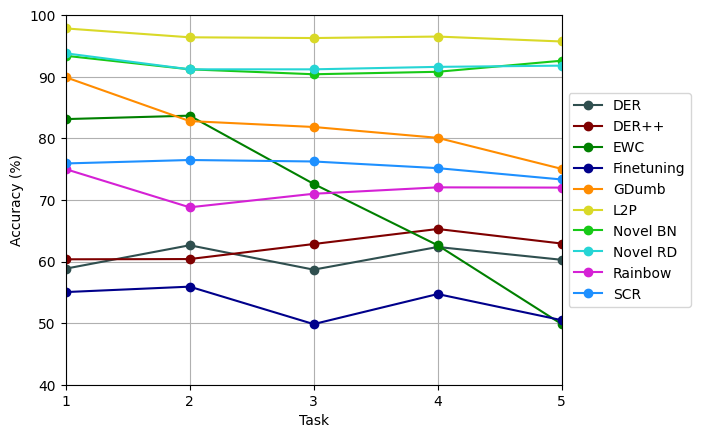 100
90
80
70
60
50
40
Accuracy (%)
1 2 3 4 5
Task
DER
DER++
EWC
Finetuning
GDumb
L2P
Novel BN
Novel RD
Rainbow
SCR